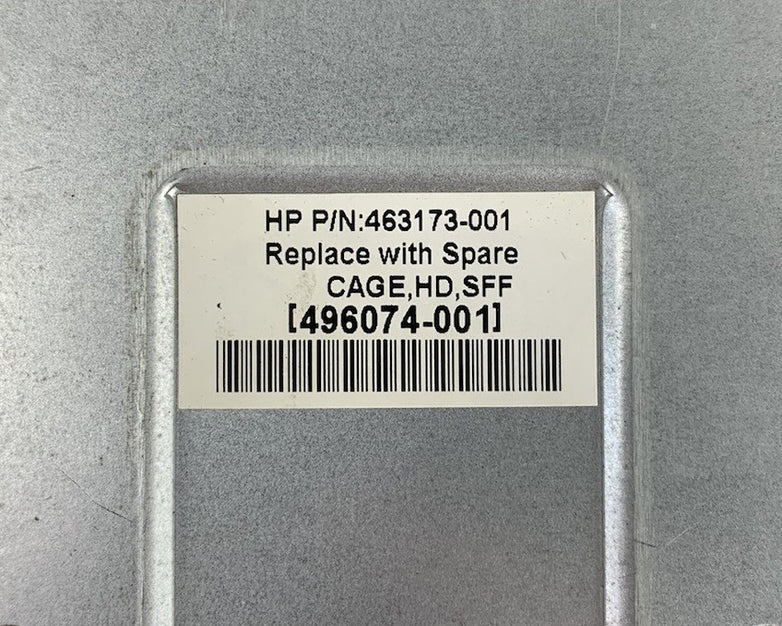 HP P/N:463173-001
Replace with Spare
CAGE,HD,SFF
[496074-001]